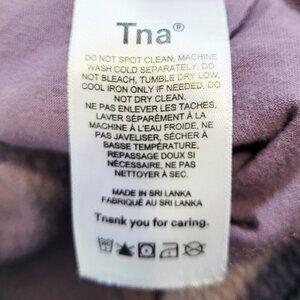 Tna®
DO NOT SPOT CLEAN, MACHINE
WASH COLD SEPARATELY, DO
NOT BLEACH, TUMBLE DRY LOW,
COOL IRON ONLY IF NEEDED, DO
NOT DRY CLEAN.
NE PAS ENLEVER LES TACHES,
LAVER SÉPARÉMENT À LA
MACHINE À L'EAU FROIDE, NE
PAS JAVELISER, SÉCHER À
BASSE TEMPÉRATURE,
REPASSAGE DOUX SI
NÉCESSAIRE, NE PAS
NETTOYER À SEC.
MADE IN SRI LANKA
FABRIQUÉ AU SRI LANKA
Tnank you for caring.